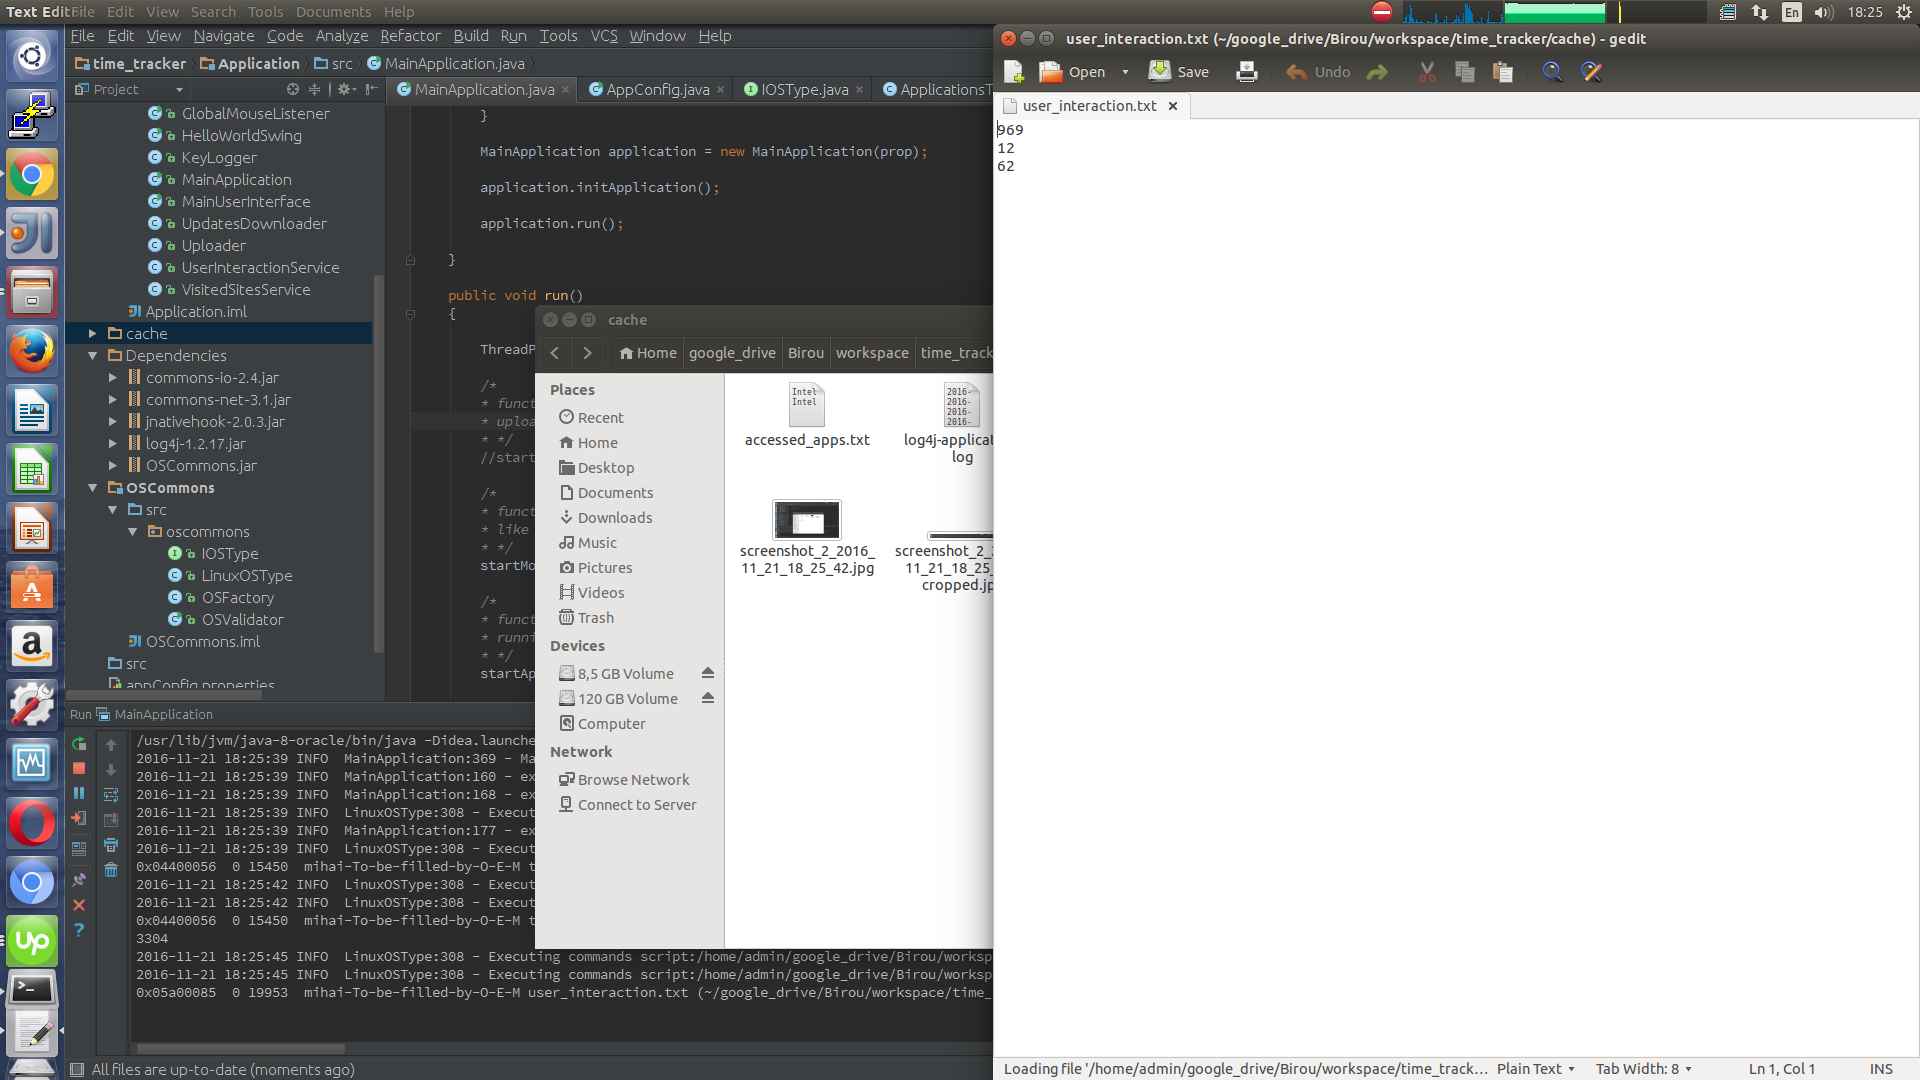 Text Edit File Edit View Search Tools Documents Help
En 18:25
File Edit View Navigate Code Analyze Refactor Build Run Tools VCS Window Help
time_tracker Application src MainApplication.java
Project
MainApplication.java AppConfig.java IOSType.java ApplicationsT
GlobalMouseListener
HelloWorldSwing
KeyLogger
MainApplication
MainUserInterface
UpdatesDownloader
Uploader
UserInteractionService
VisitedSitesService
Application.iml
cache
Dependencies
commons-io-2.4.jar
commons-net-3.1.jar
jnativehook-2.0.3.jar
log4j-1.2.17.jar
OSCommons.jar
OSCommons
src
oscommons
IOSType
LinuxOSType
OSFactory
OSValidator
OSCommons.iml
src
appConfig.properties
}
MainApplication application = new MainApplication(prop);
application.initApplication();
application.run();
}
public void run()
{
ThreadP
/*
* funct
* uploa
* */
//start
/*
* funct
* like
* */
startMo
/*
* funct
* runni
* */
startAp
cache
Home google_drive Birou workspace time_track
Places
Recent
Home
Desktop
Documents
Downloads
Music
Pictures
Videos
Trash
Devices
8,5 GB Volume
120 GB Volume
Computer
Network
Browse Network
Connect to Server
Intel
Intel
accessed_apps.txt
2016-
2016-
2016-
2016-
log4j-applicat
log
screenshot_2_2016_
11_21_18_25_42.jpg
screenshot_2_
11_21_18_25_
cropped.jp
Run MainApplication
/usr/lib/jvm/java-8-oracle/bin/java -Didea.launche
2016-11-21 18:25:39 INFO MainApplication:369 - Ma
2016-11-21 18:25:39 INFO MainApplication:160 - ex
2016-11-21 18:25:39 INFO MainApplication:168 - ex
2016-11-21 18:25:39 INFO LinuxOSType:308 - Execut
2016-11-21 18:25:39 INFO MainApplication:177 - ex
2016-11-21 18:25:39 INFO LinuxOSType:308 - Execut
0x04400056 0 15450 mihai-To-be-filled-by-O-E-M t
2016-11-21 18:25:42 INFO LinuxOSType:308 - Execut
2016-11-21 18:25:42 INFO LinuxOSType:308 - Execut
0x04400056 0 15450 mihai-To-be-filled-by-O-E-M t
3304
2016-11-21 18:25:45 INFO LinuxOSType:308 - Executing commands script:/home/admin/google_drive/Birou/worksp
2016-11-21 18:25:45 INFO LinuxOSType:308 - Executing commands script:/home/admin/google_drive/Birou/worksp
0x05a00085 0 19953 mihai-To-be-filled-by-O-E-M user_interaction.txt (~/google_drive/Birou/workspace/time_
All files are up-to-date (moments ago)
user_interaction.txt (~/google_drive/Birou/workspace/time_tracker/cache) - gedit
Open Save Undo
user_interaction.txt
969
12
62
Loading file '/home/admin/google_drive/Birou/workspace/time_track... Plain Text Tab Width: 8 Ln 1, Col 1 INS